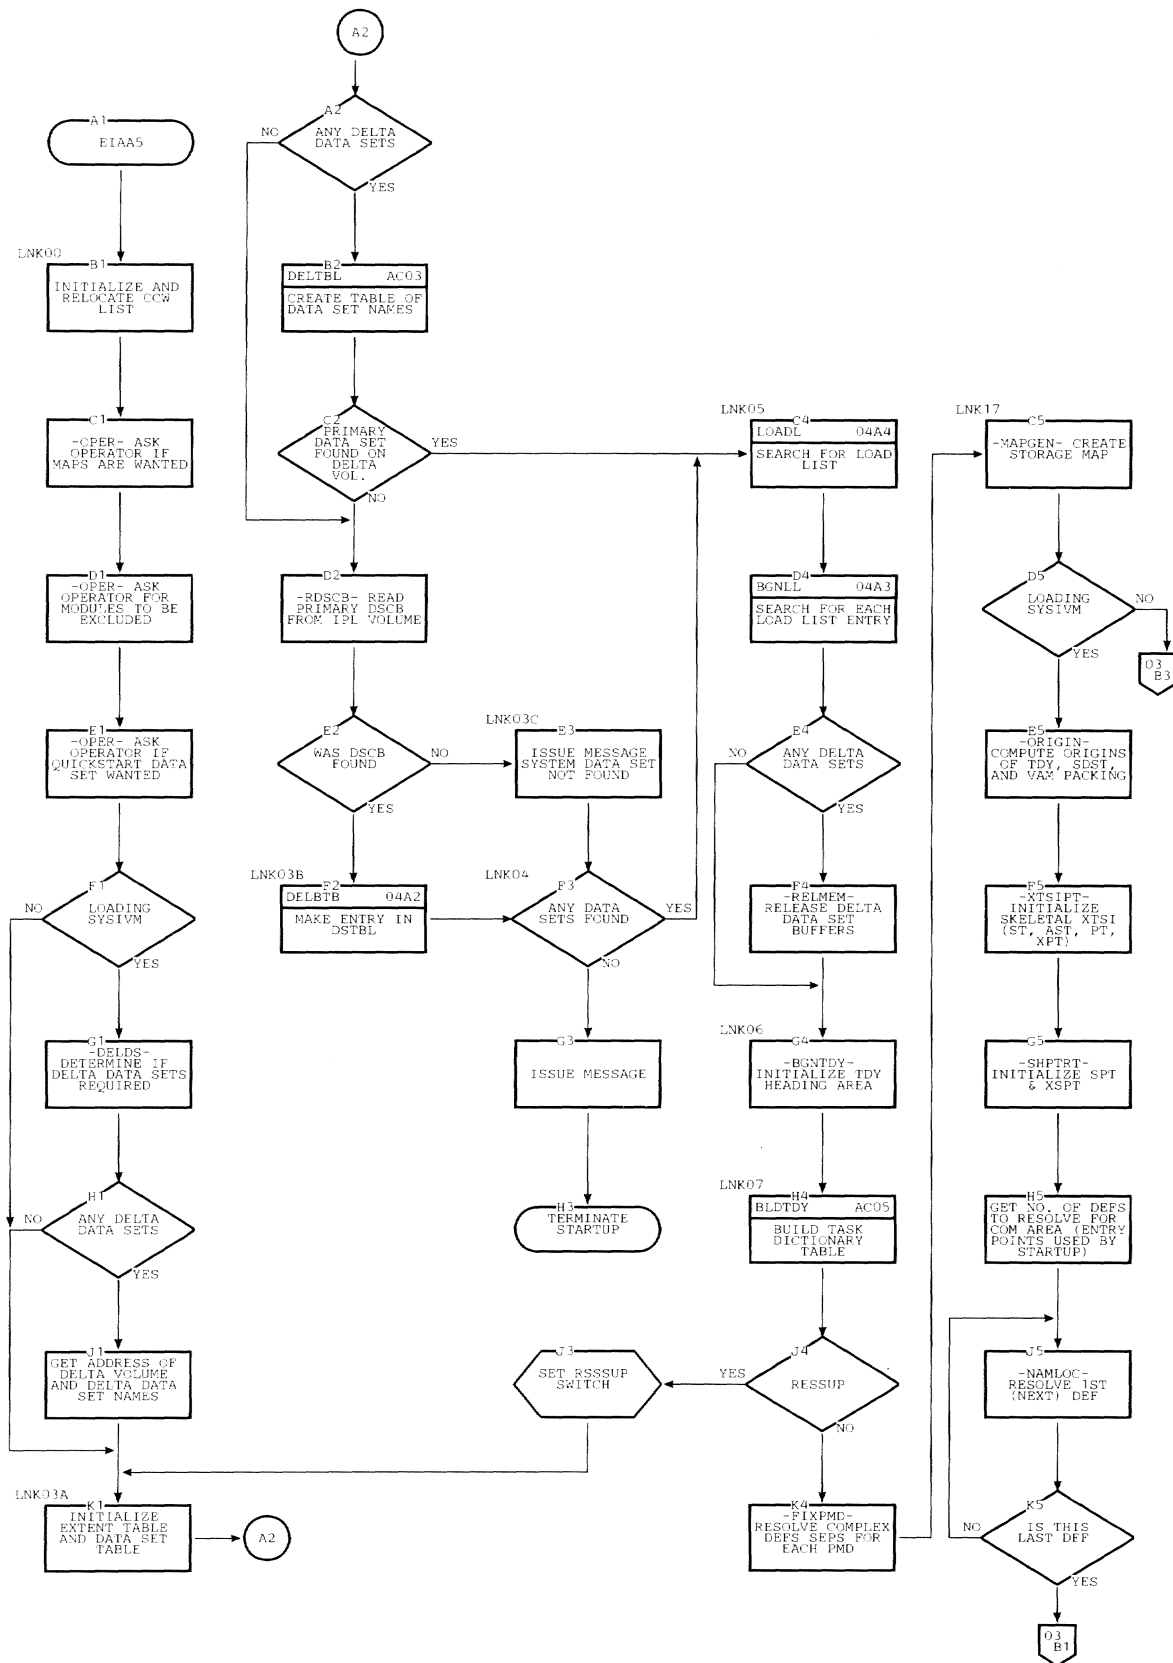 A1
EIAA5
LNK00
B1
INITIALIZE AND
RELOCATE CCW
LIST
C1
-OPER- ASK
OPERATOR IF
MAPS ARE WANTED
D1
-OPER- ASK
OPERATOR FOR
MODULES TO BE
EXCLUDED
E1
-OPER- ASK
OPERATOR IF
QUICKSTART DATA
SET WANTED
F1
LOADING
SYSIVM
NO
YES
G1
-DELDS-
DETERMINE IF
DELTA DATA SETS
REQUIRED
H1
ANY DELTA
DATA SETS
NO
YES
J1
GET ADDRESS OF
DELTA VOLUME
AND DELTA DATA
SET NAMES
LNK03A
K1
INITIALIZE
EXTENT TABLE
AND DATA SET
TABLE
A2
A2
A2
ANY DELTA
DATA SETS
NO
YES
B2
DELTBL AC03
CREATE TABLE OF
DATA SET NAMES
C2
PRIMARY
DATA SET
FOUND ON
DELTA
VOL.
YES
NO
D2
-RDSCB- READ
PRIMARY DSCB
FROM IPL VOLUME
E2
WAS DSCB
FOUND
NO
YES
LNK03B
F2
DELBTB 04A2
MAKE ENTRY IN
DSTBL
LNK03C
E3
ISSUE MESSAGE
SYSTEM DATA SET
NOT FOUND
LNK04
F3
ANY DATA
SETS FOUND
YES
NO
G3
ISSUE MESSAGE
H3
TERMINATE
STARTUP
J3
SET RSSSUP
SWITCH
LNK05
C4
LOADL 04A4
SEARCH FOR LOAD
LIST
D4
BGNLL 04A3
SEARCH FOR EACH
LOAD LIST ENTRY
E4
ANY DELTA
DATA SETS
NO
YES
F4
-RELMEM-
RELEASE DELTA
DATA SET
BUFFERS
LNK06
G4
-BGNTDY-
INITIALIZE TDY
HEADING AREA
LNK07
H4
BLDTDY AC05
BUILD TASK
DICTIONARY
TABLE
J4
RESSUP
YES
NO
K4
-FIXPMD-
RESOLVE COMPLEX
DEFS SEPS FOR
EACH PMD
LNK17
C5
-MAPGEN- CREATE
STORAGE MAP
D5
LOADING
SYSIVM
NO
YES
03
B3
E5
-ORIGIN-
COMPUTE ORIGINS
OF TDY, SDST,
AND VAM PACKING
F5
-XTSIPT-
INITIALIZE
SKELETAL XTSI
(ST, AST, PT,
XPT)
G5
-SHPTRT-
INITIALIZE SPT
& XSPT
H5
GET NO. OF DEFS
TO RESOLVE FOR
COM AREA (ENTRY
POINTS USED BY
STARTUP)
J5
-NAMLOC-
RESOLVE 1ST
(NEXT) DEF
K5
IS THIS
LAST DEF
NO
YES
03
B1